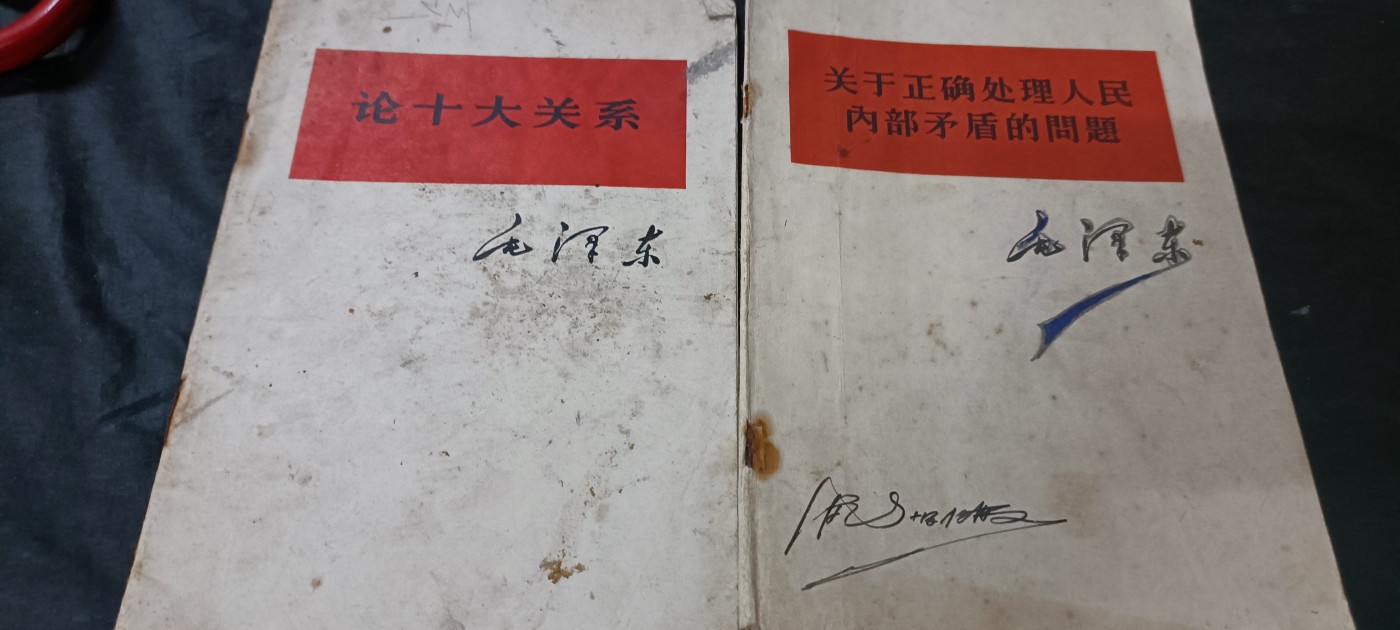 论十大关系
毛泽东
关于正确处理人民
內部矛盾的問題
毛泽东